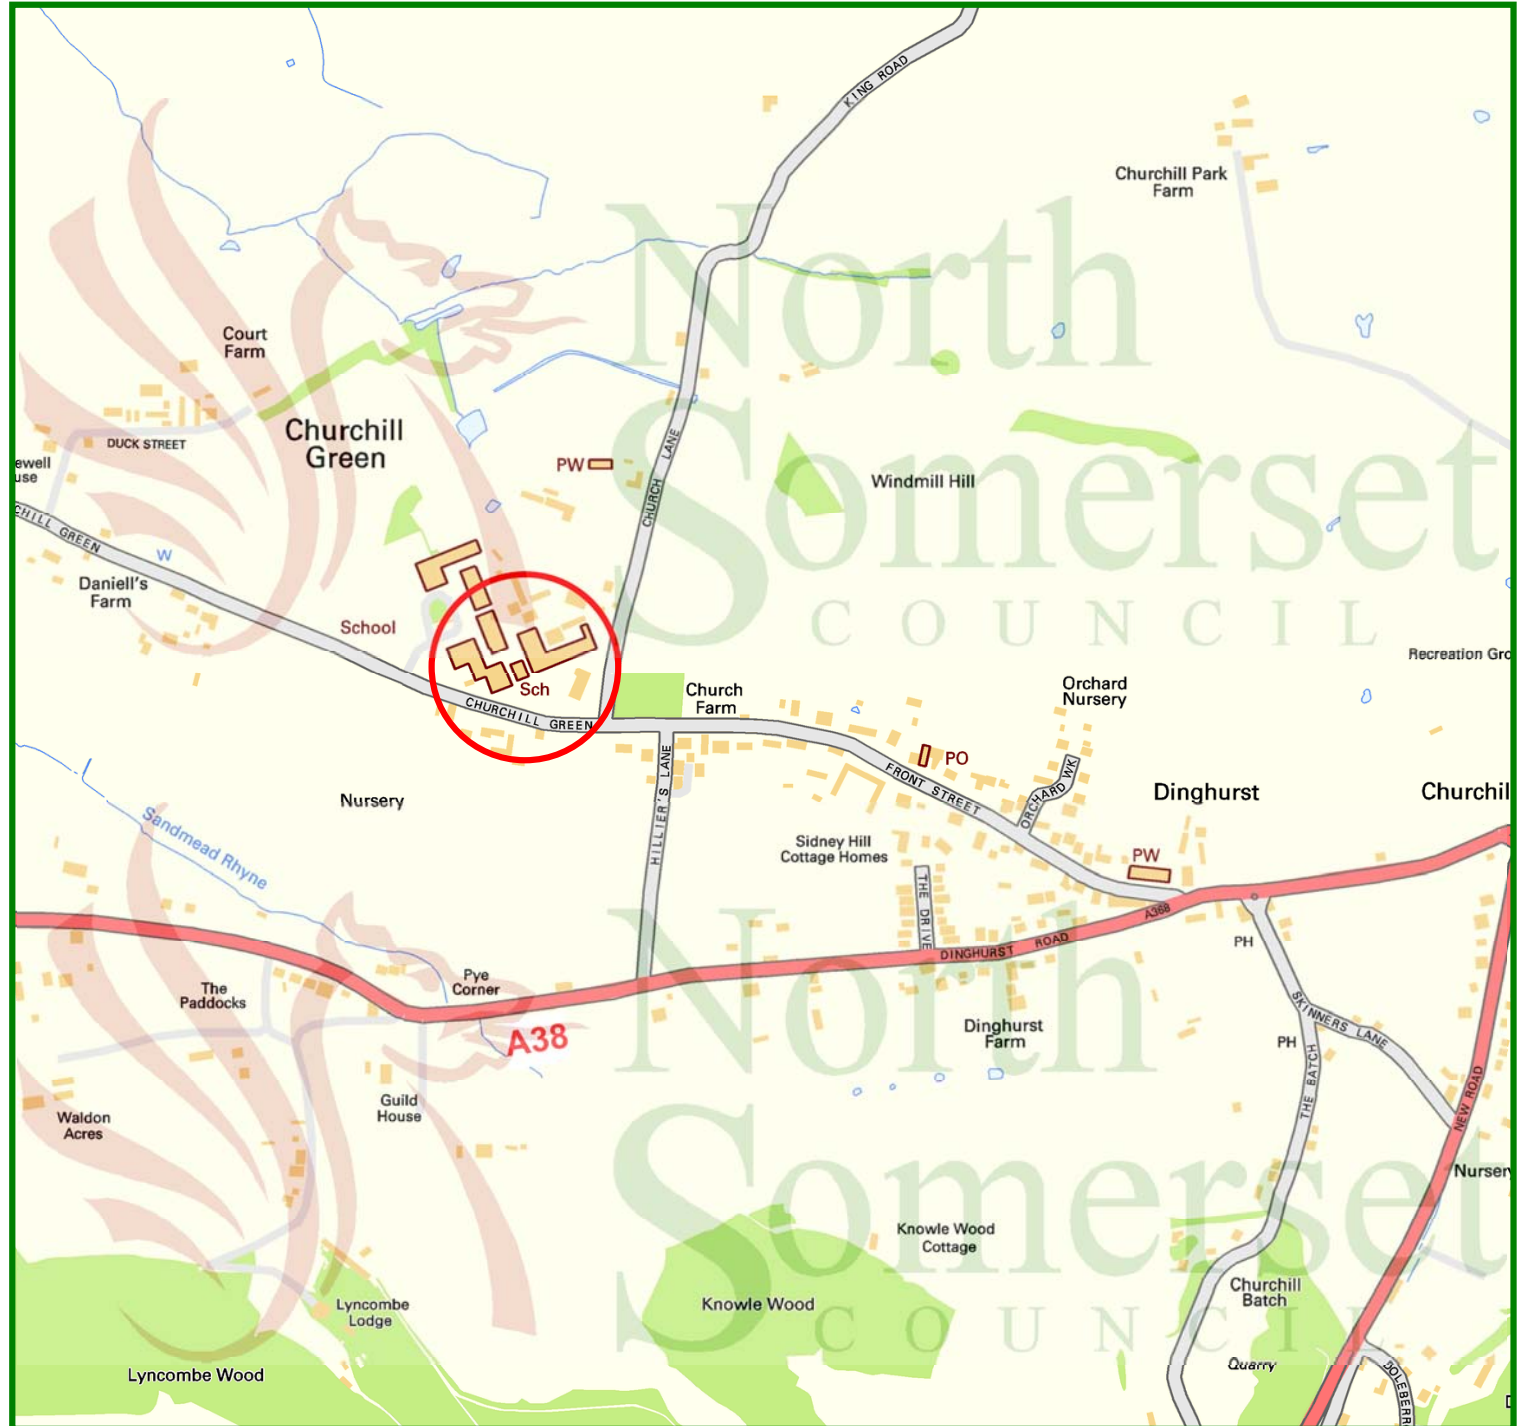 KING ROAD
Churchill Park
Farm
North
Somerset
COUNCIL
Court
Farm
DUCK STREET
Churchill
Green
ewell
use
PW
CHURCH LANE
Windmill Hill
CHILL GREEN
W
Daniell's
Farm
School
Sch
CHURCHILL GREEN
Church
Farm
Orchard
Nursery
Recreation Gro
PO
FRONT STREET
ORCHARD WK
Dinghurst
Churchil
HILLIER'S LANE
Nursery
Sandmead Rhyne
Sidney Hill
Cottage Homes
PW
THE DRIVE
A368
DINGHURST ROAD
PH
The
Paddocks
Pye
Corner
A38
North
Somerset
COUNCIL
Dinghurst
Farm
SKINNERS LANE
PH
THE BATCH
NEW ROAD
Guild
House
Waldon
Acres
Nurser
Knowle Wood
Cottage
Churchill
Batch
Lyncombe
Lodge
Knowle Wood
Lyncombe Wood
Quarry
DOLEBERR